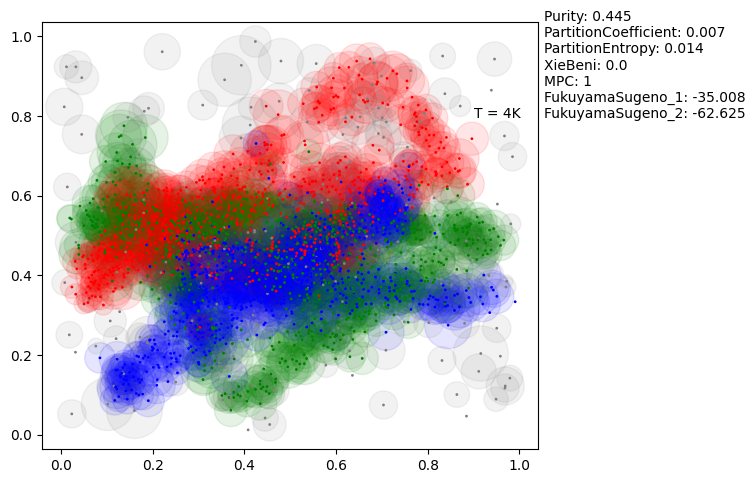 Purity: 0.445
PartitionCoefficient: 0.007
PartitionEntropy: 0.014
XieBeni: 0.0
MPC: 1
FukuyamaSugeno_1: -35.008
FukuyamaSugeno_2: -62.625
T = 4K
1.0
0.8
0.6
0.4
0.2
0.0
0.0 0.2 0.4 0.6 0.8 1.0